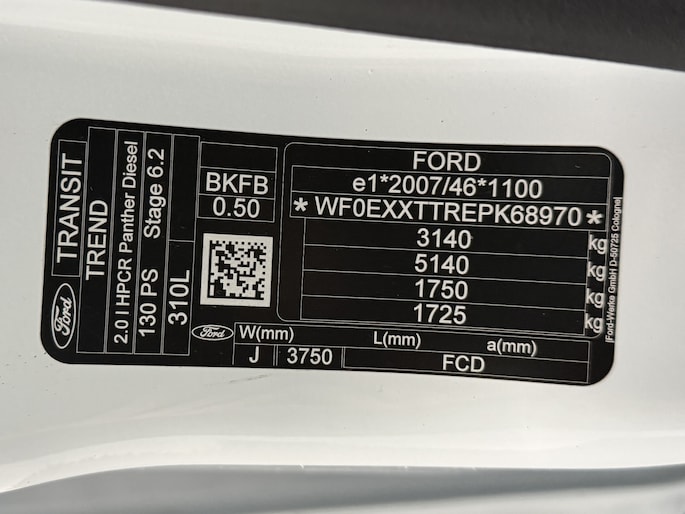 FORD
e1*2007/46*1100
* WF0EXXTTREPK68970 *
3140 kg
5140 kg
1750 kg
1725 kg
BKFB
0.50
Ford
W(mm) L(mm) a(mm)
J 3750 FCD
Ford
TRANSIT
TREND
2.0 l HPCR Panther Diesel
130 PS Stage 6.2
310L
Ford-Werke GmbH D-50725 Cologne